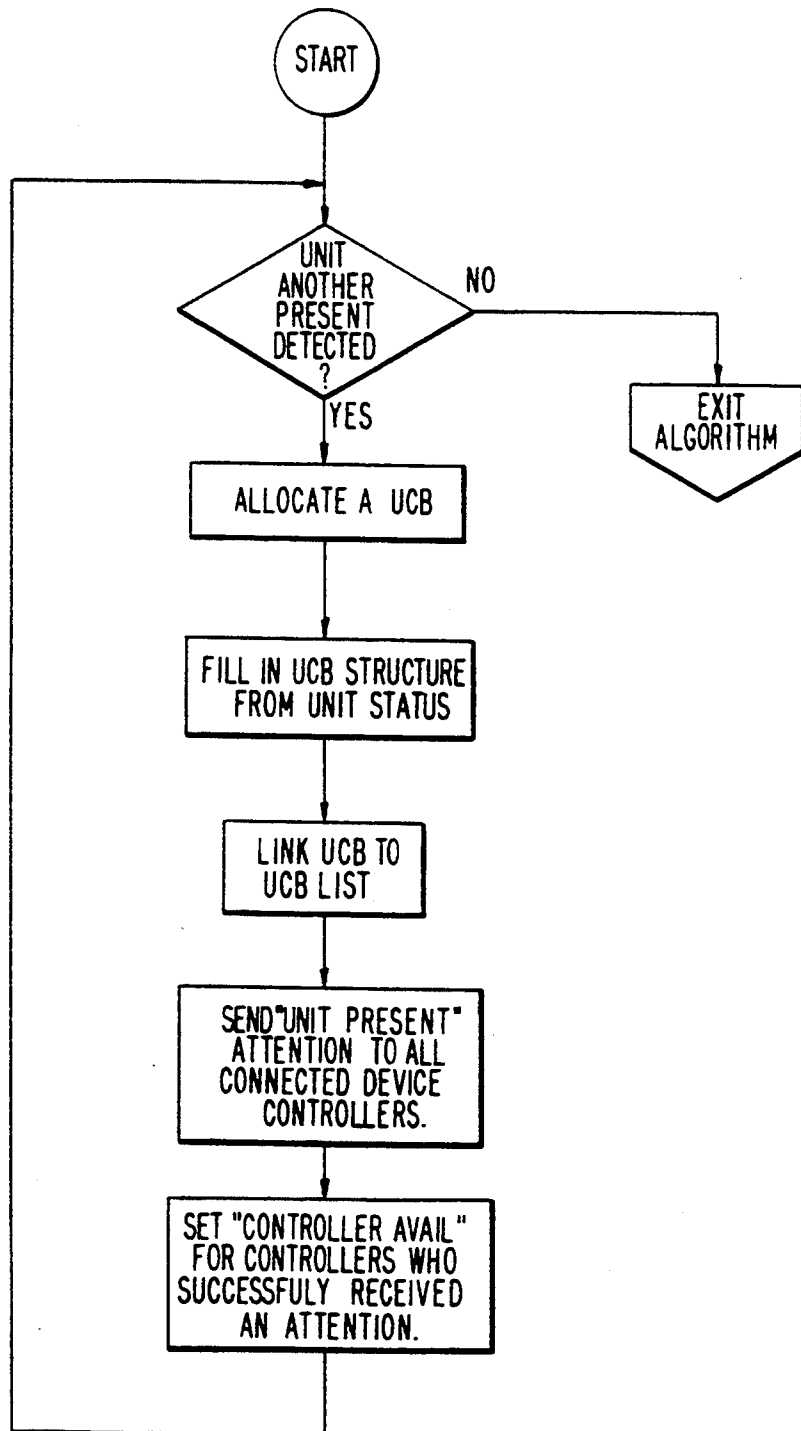 START
UNIT
ANOTHER
PRESENT
DETECTED
?
NO
YES
EXIT
ALGORITHM
ALLOCATE A UCB
FILL IN UCB STRUCTURE
FROM UNIT STATUS
LINK UCB TO
UCB LIST
SEND"UNIT PRESENT"
ATTENTION TO ALL
CONNECTED DEVICE
CONTROLLERS.
SET "CONTROLLER AVAIL"
FOR CONTROLLERS WHO
SUCCESSFULY RECEIVED
AN ATTENTION.